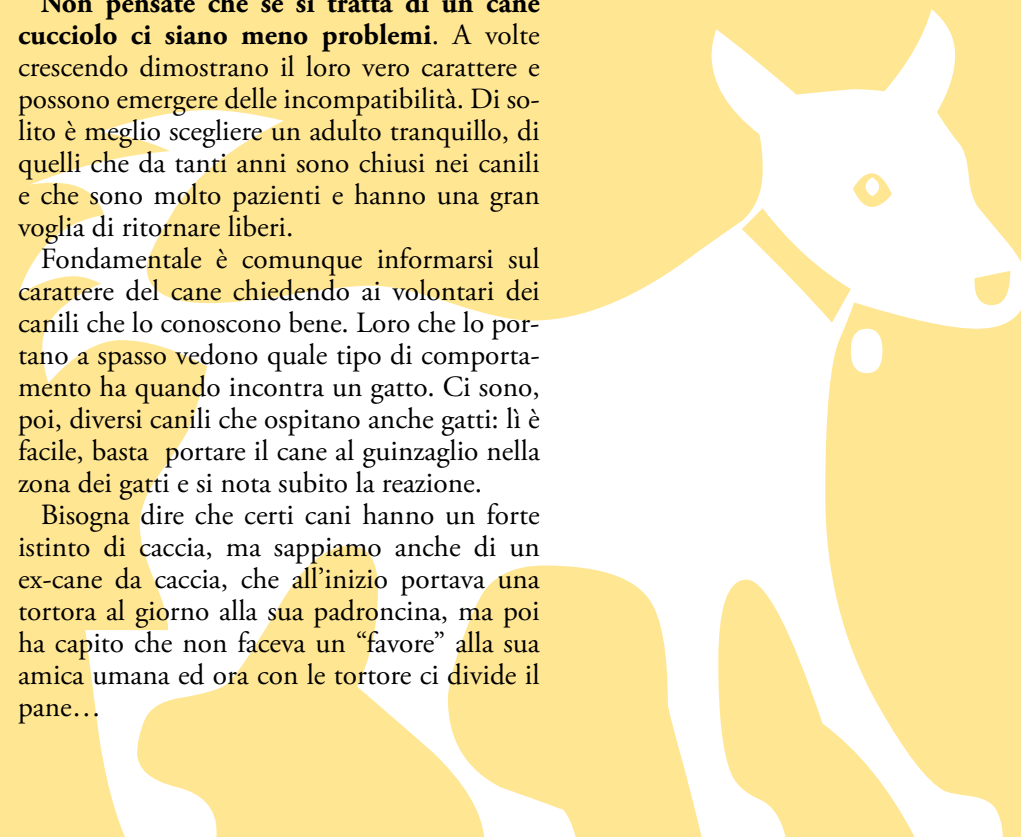 Non pensate che se si tratta di un cane
cucciolo ci siano meno problemi. A volte
crescendo dimostrano il loro vero carattere e
possono emergere delle incompatibilità. Di so-
lito è meglio scegliere un adulto tranquillo, di
quelli che da tanti anni sono chiusi nei canili
e che sono molto pazienti e hanno una gran
voglia di ritornare liberi.
Fondamentale è comunque informarsi sul
carattere del cane chiedendo ai volontari dei
canili che lo conoscono bene. Loro che lo por-
tano a spasso vedono quale tipo di comporta-
mento ha quando incontra un gatto. Ci sono,
poi, diversi canili che ospitano anche gatti: lì è
facile, basta  portare il cane al guinzaglio nella
zona dei gatti e si nota subito la reazione.
Bisogna dire che certi cani hanno un forte
istinto di caccia, ma sappiamo anche di un
ex-cane da caccia, che all’inizio portava una
tortora al giorno alla sua padroncina, ma poi
ha capito che non faceva un “favore” alla sua
amica umana ed ora con le tortore ci divide il
pane…